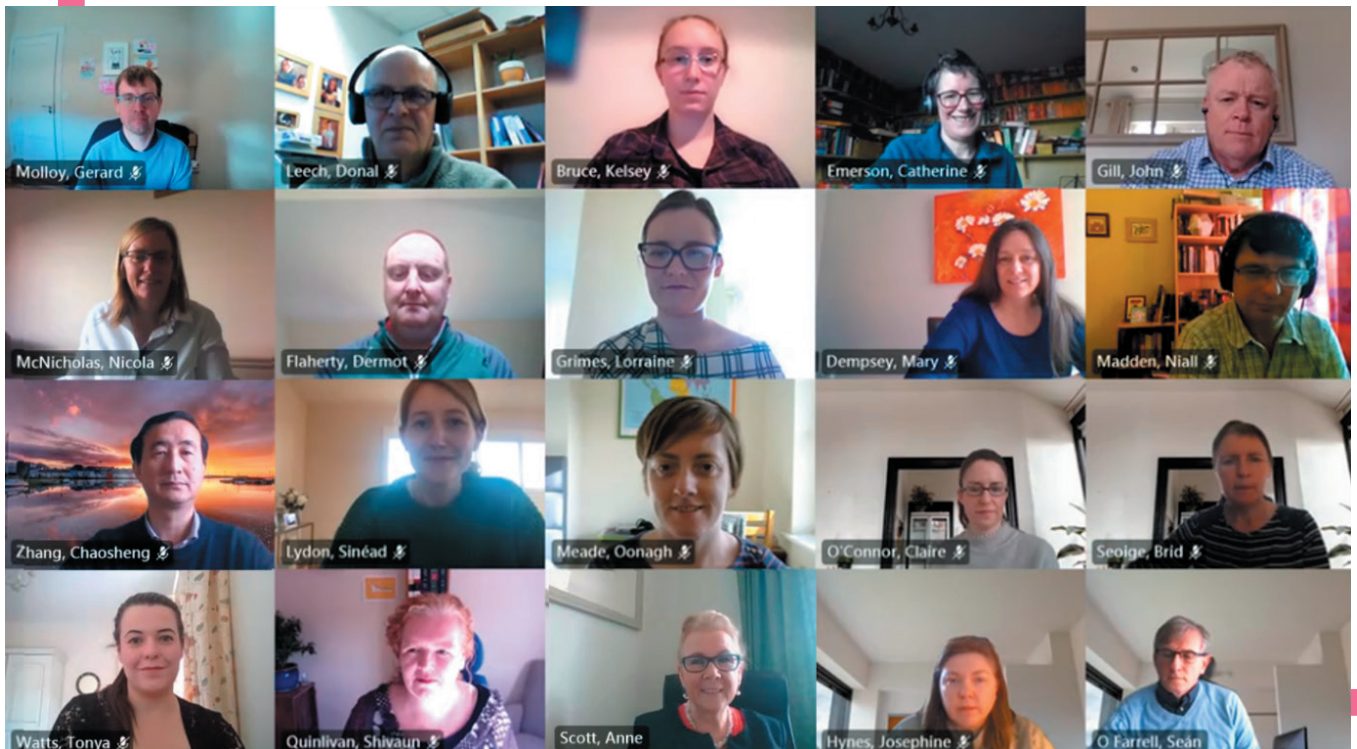 Molloy, Gerard
Leech, Donal
Bruce, Kelsey
Emerson, Catherine
Gill, John
McNicholas, Nicola
Flaherty, Dermot
Grimes, Lorraine
Dempsey, Mary
Madden, Niall
Zhang, Chaosheng
Lydon, Sinéad
Meade, Oonagh
O'Connor, Claire
Seoige, Brid
Watts, Tonya
Quinlivan, Shivaun
Scott, Anne
Hynes, Josephine
O Farrell, Seán